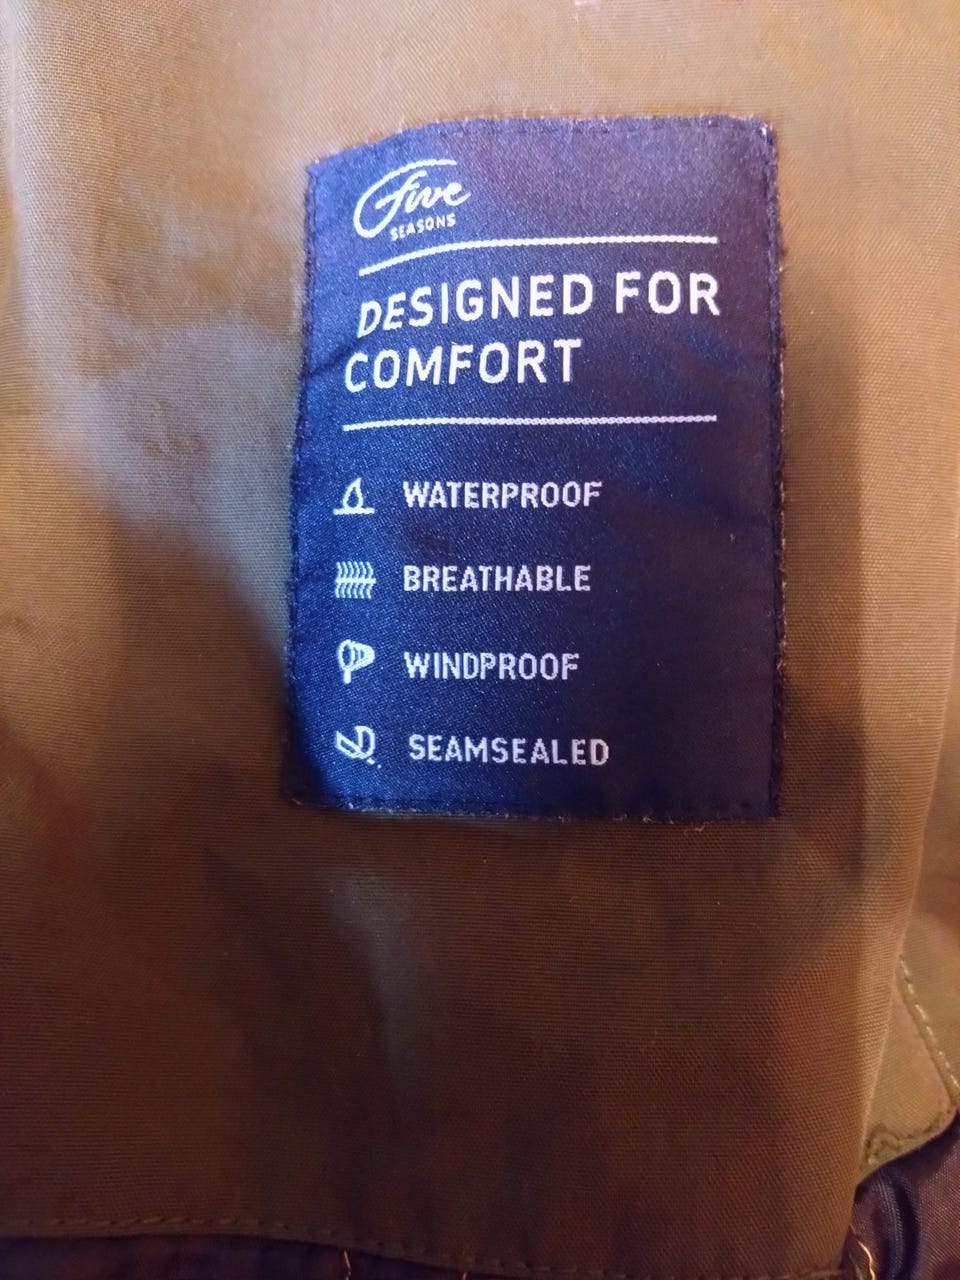 Five
SEASONS
DESIGNED FOR
COMFORT
WATERPROOF
BREATHABLE
WINDPROOF
SEAMSEALED